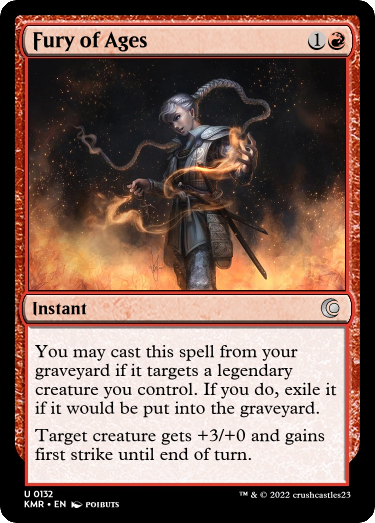 Fury of Ages 1
Instant
You may cast this spell from your
graveyard if it targets a legendary
creature you control. If you do, exile it
if it would be put into the graveyard.
Target creature gets +3/+0 and gains
first strike until end of turn.
U 0132
KMR • EN POIBUTS
™ & © 2022 crushcastles23